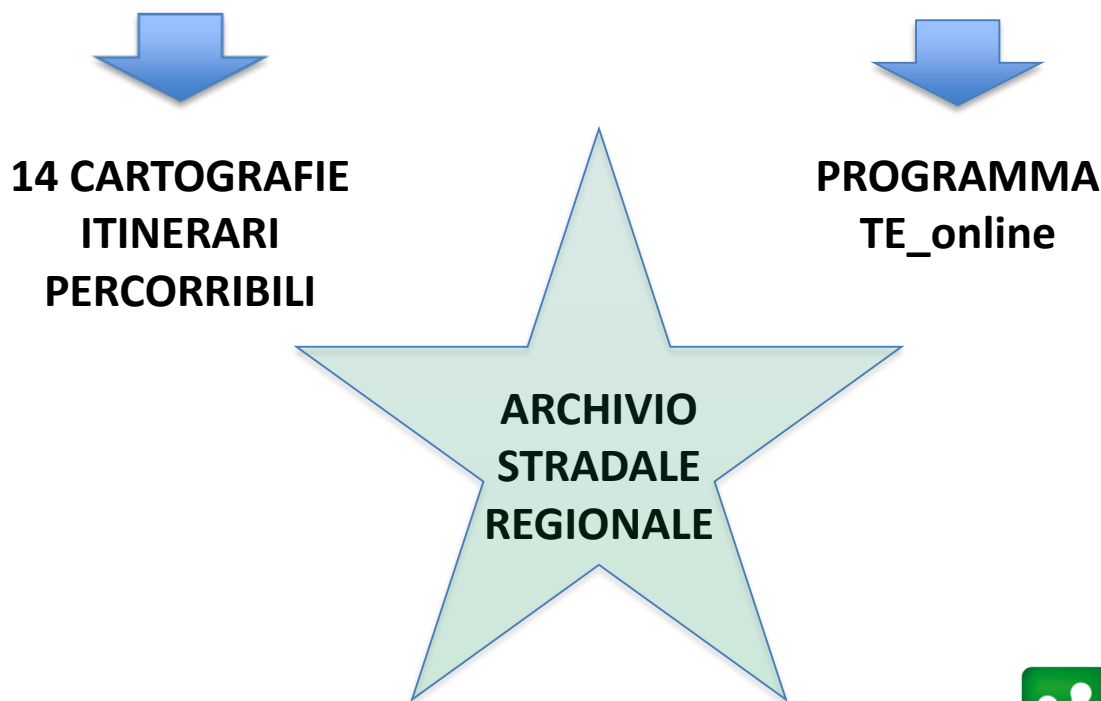 14 CARTOGRAFIE
ITINERARI
PERCORRIBILI
PROGRAMMA
TE_online
ARCHIVIO
STRADALE
REGIONALE